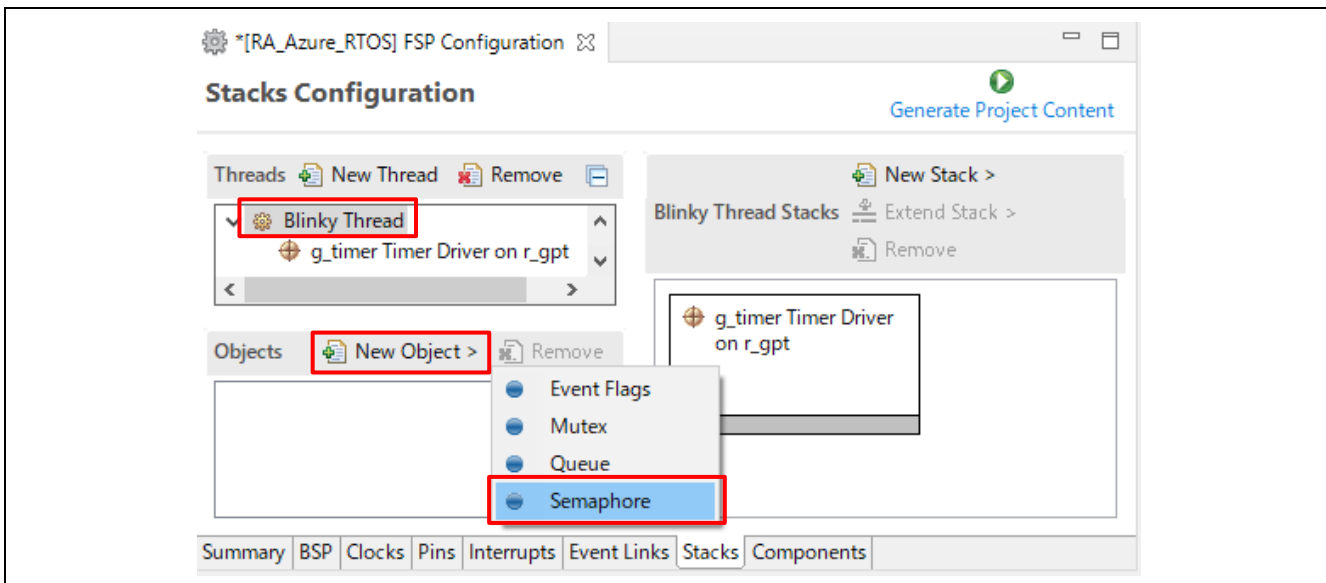 *[RA_Azure_RTOS] FSP Configuration
Stacks Configuration
Generate Project Content
Threads New Thread Remove
Blinky Thread
g_timer Timer Driver on r_gpt
Objects New Object > Remove
Event Flags
Mutex
Queue
Semaphore
New Stack >
Blinky Thread Stacks Extend Stack >
Remove
g_timer Timer Driver
on r_gpt
Summary BSP Clocks Pins Interrupts Event Links Stacks Components